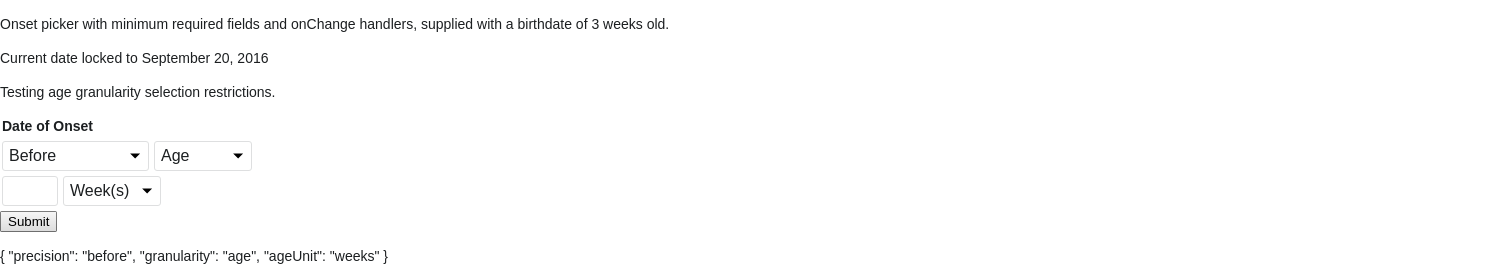 Onset picker with minimum required fields and onChange handlers, supplied with a birthdate of 3 weeks old.
Current date locked to September 20, 2016
Testing age granularity selection restrictions.
Date of Onset
Before Age
Week(s)
Submit
{ "precision": "before", "granularity": "age", "ageUnit": "weeks" }